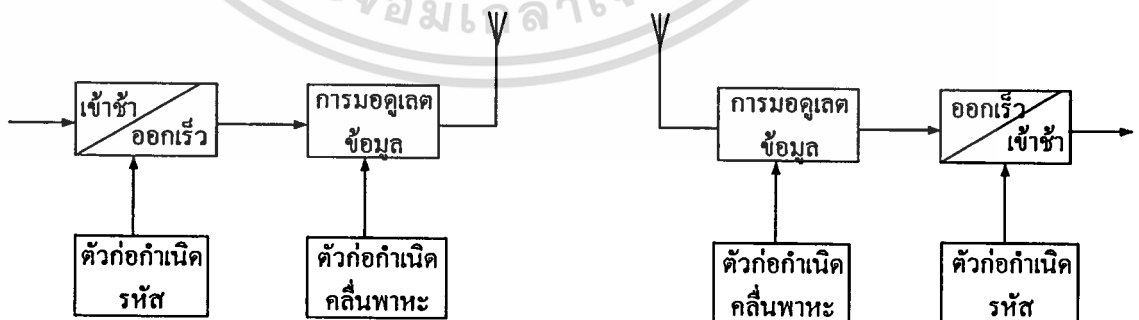 เข้าช้า
ออกเร็ว
การมอดูเลต
ข้อมูล
การมอดูเลต
ข้อมูล
ออกเร็ว
เข้าช้า
ตัวก่อกำเนิด
รหัส
ตัวก่อกำเนิด
คลื่นพาหะ
ตัวก่อกำเนิด
คลื่นพาหะ
ตัวก่อกำเนิด
รหัส